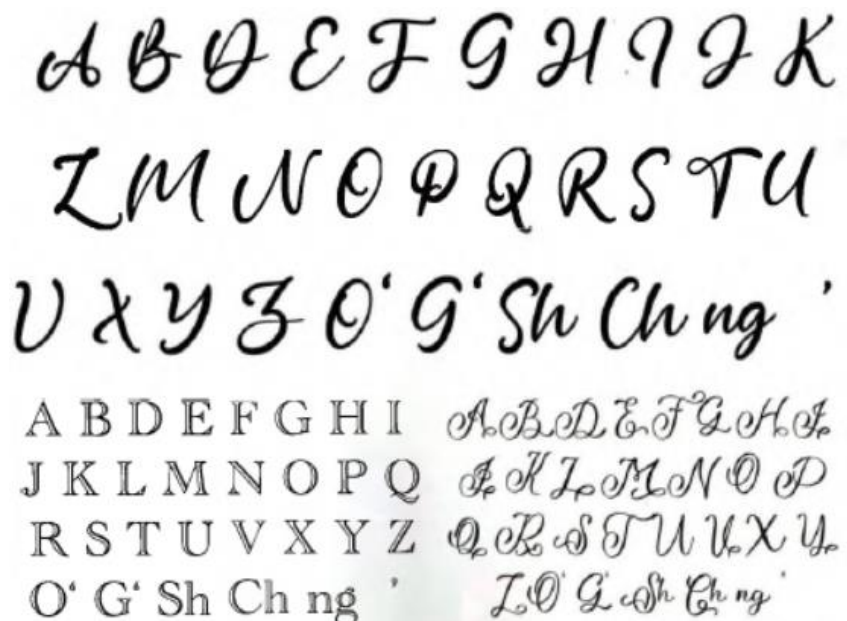 A B D E F G H I J K
L M N O P Q R S T U
V X Y Z O‘ G‘ Sh Ch ng ’
A B D E F G H I
J K L M N O P Q
R S T U V X Y Z
O‘ G‘ Sh Ch ng ’
A B D E F G H I
J K L M N O P
Q R S T U V X Y
Z O‘ G‘ Sh Ch ng ’